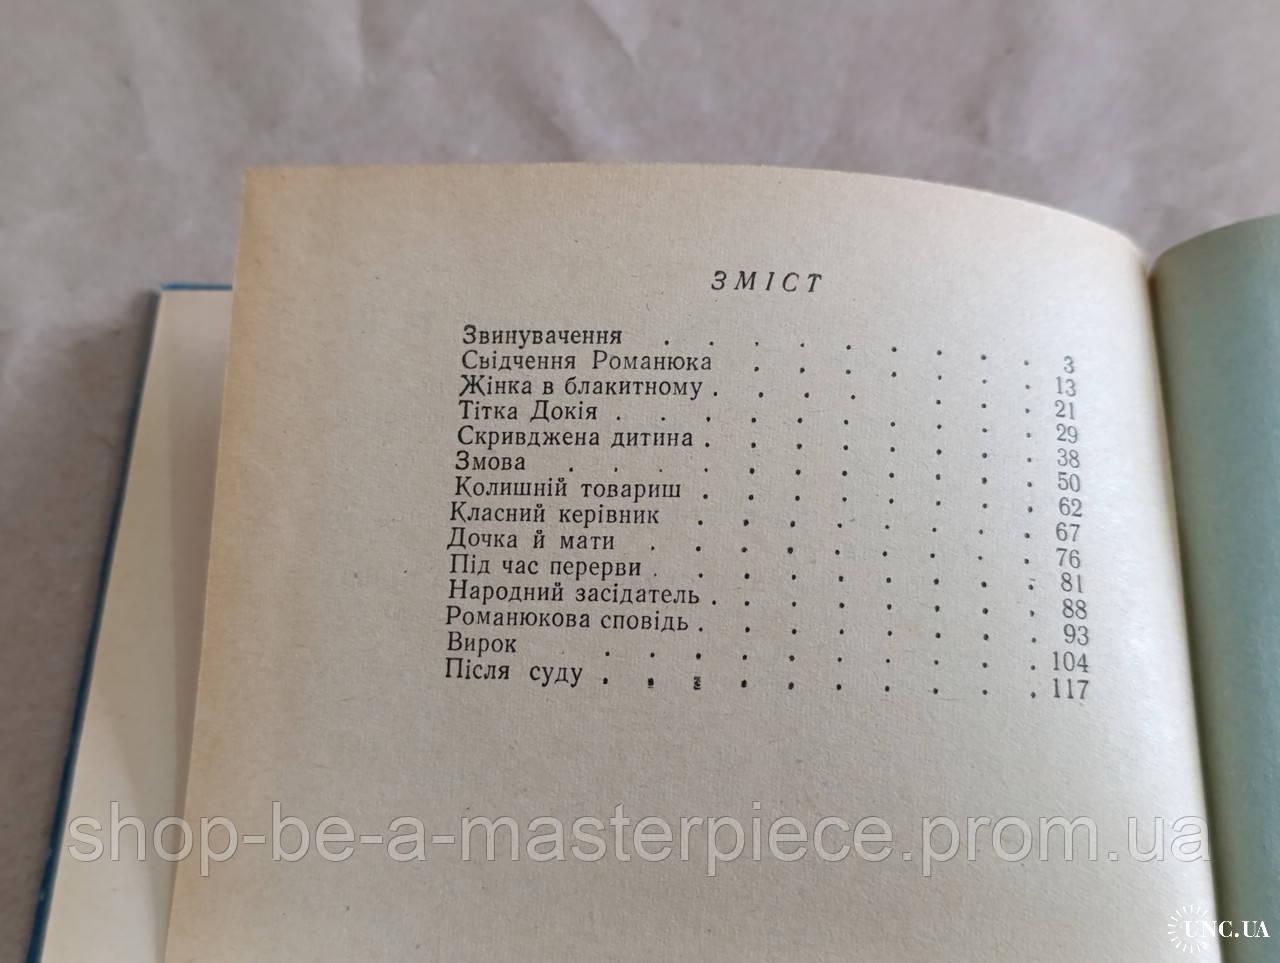 ЗМІСТ
Звинувачення . . . . . . . . . 3
Свідчення Романюка . . . . . . . 13
Жінка в блакитному . . . . . . . 21
Тітка Докія . . . . . . . . . . 29
Скривджена дитина . . . . . . . . 38
Змова . . . . . . . . . . . 50
Колишній товариш . . . . . . . . 62
Класний керівник . . . . . . . . 67
Дочка й мати . . . . . . . . . 76
Під час перерви . . . . . . . . . 81
Народний засідатель . . . . . . . . 88
Романюкова сповідь . . . . . . . . 93
Вирок . . . . . . . . . . 104
Після суду . . . . . . . . . . 117
shop-be-a-masterpiece.prom.ua
UNC.UA